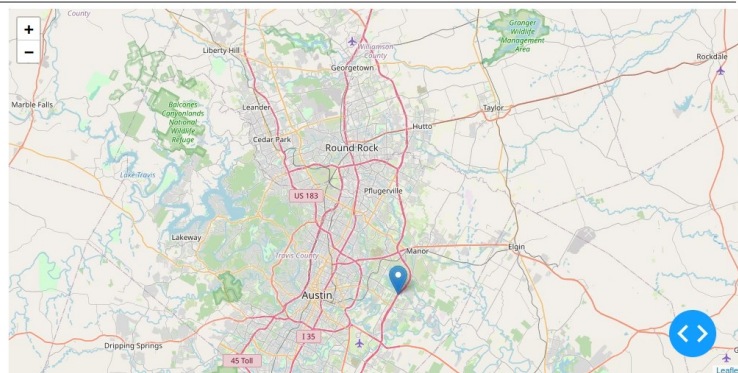 County
+
−
Granger
Wildlife
Management
Area
Liberty Hill
Williamson
County
Rockdale
Georgetown
Marble Falls
Balcones
Canyonlands
National
Wildlife
Refuge
Leander
Taylor
Hutto
Cedar Park
Round Rock
Lake Travis
US 183
Pflugerville
Lakeway
Travis County
Manor
Elgin
Austin
I 35
Dripping Springs
45 Toll
G
Leafle